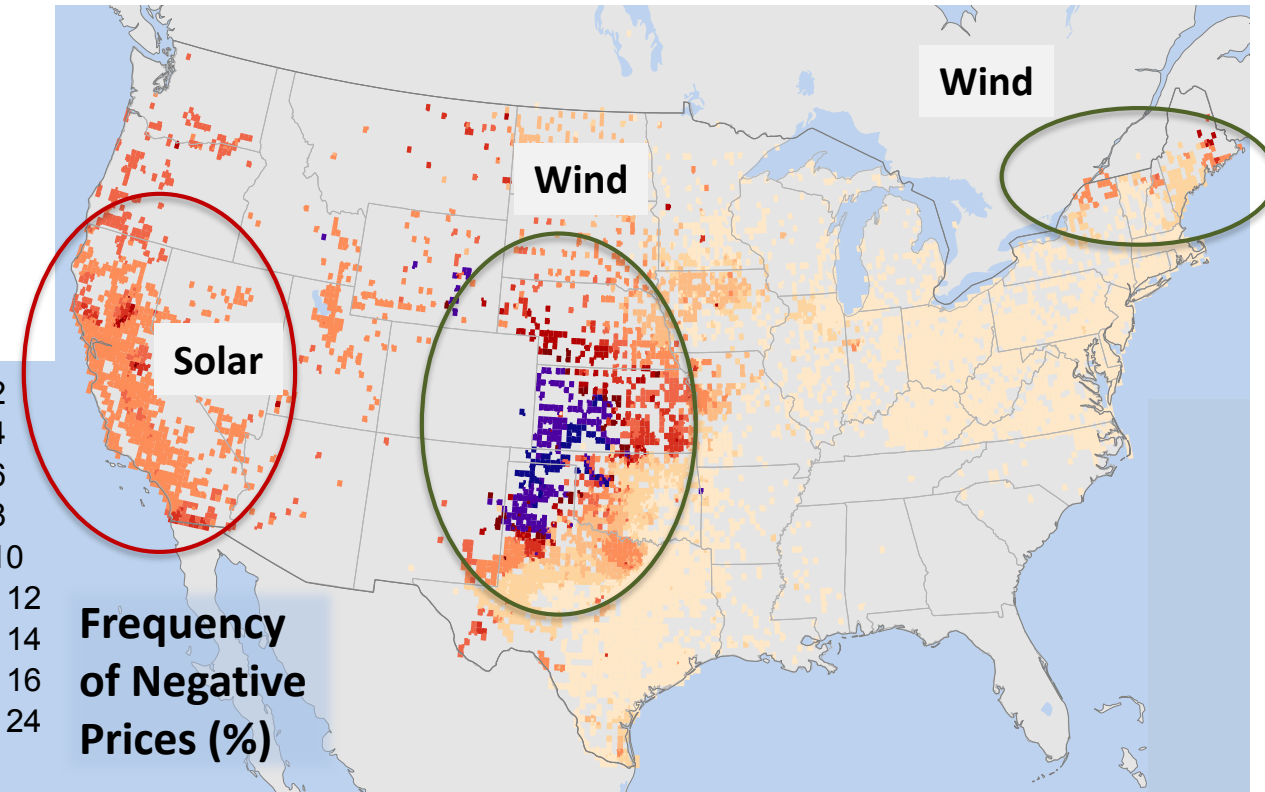 Wind
Wind
Solar
10
12
14
16
24
Frequency
of Negative
Prices (%)